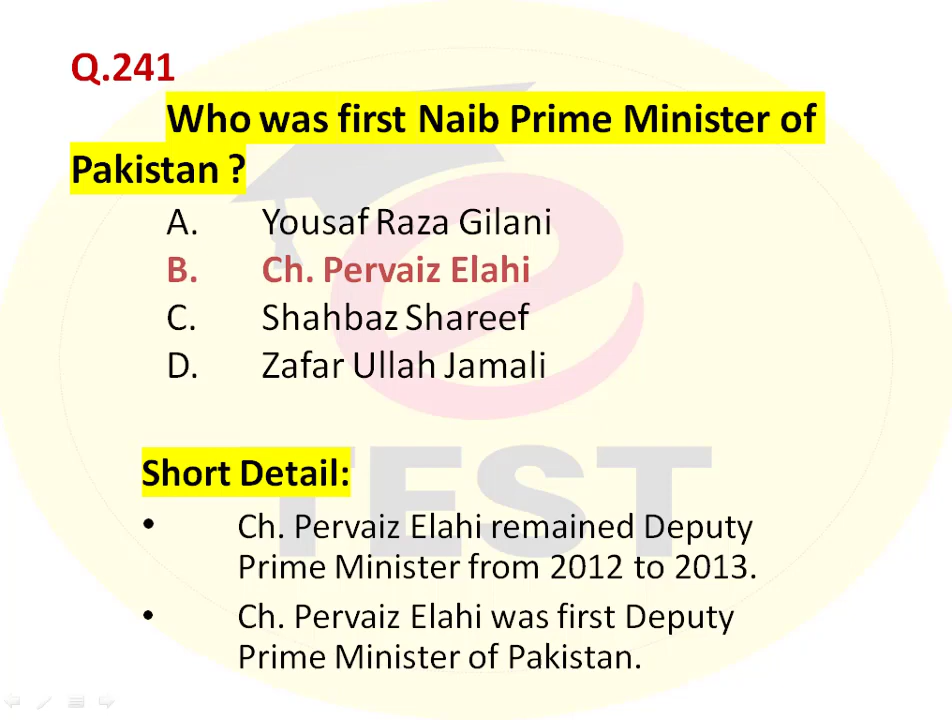 Q.241
Who was first Naib Prime Minister of
Pakistan ?
A. Yousaf Raza Gilani
B. Ch. Pervaiz Elahi
C. Shahbaz Shareef
D. Zafar Ullah Jamali
Short Detail:
• Ch. Pervaiz Elahi remained Deputy
Prime Minister from 2012 to 2013.
• Ch. Pervaiz Elahi was first Deputy
Prime Minister of Pakistan.
e
TEST